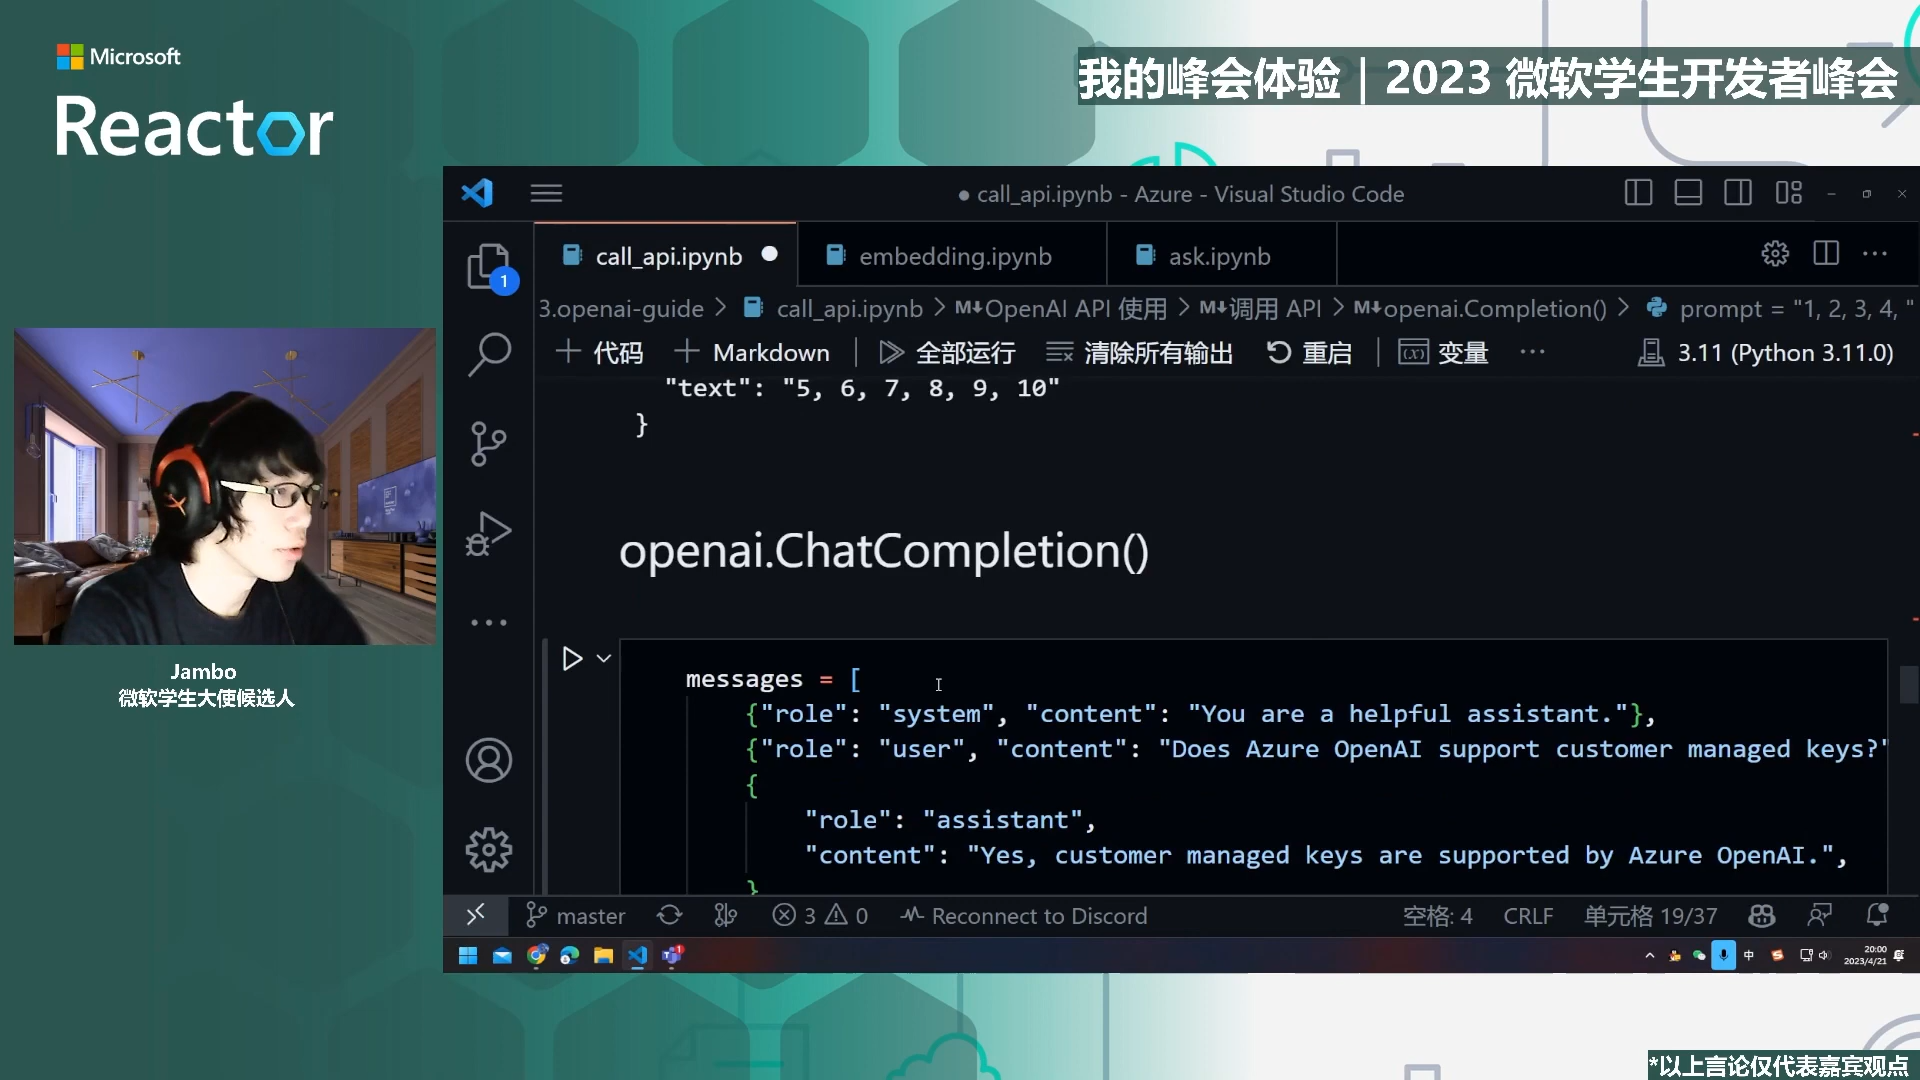 Microsoft
Reactor
我的峰会体验｜2023 微软学生开发者峰会
call_api.ipynb - Azure - Visual Studio Code
call_api.ipynb
embedding.ipynb
ask.ipynb
1
3.openai-guide > call_api.ipynb > M↓OpenAI API 使用 > M↓调用 API > M↓openai.Completion() > prompt = "1, 2, 3, 4, "
代码
Markdown
全部运行
清除所有输出
重启
变量
3.11 (Python 3.11.0)
"text": "5, 6, 7, 8, 9, 10"
}
openai.ChatCompletion()
messages = [
{"role": "system", "content": "You are a helpful assistant."},
{"role": "user", "content": "Does Azure OpenAI support customer managed keys?"
{
"role": "assistant",
"content": "Yes, customer managed keys are supported by Azure OpenAI.",
}
Jambo
微软学生大使候选人
master
3
0
Reconnect to Discord
空格: 4
CRLF
单元格 19/37
中
20:00
2023/4/21
*以上言论仅代表嘉宾观点